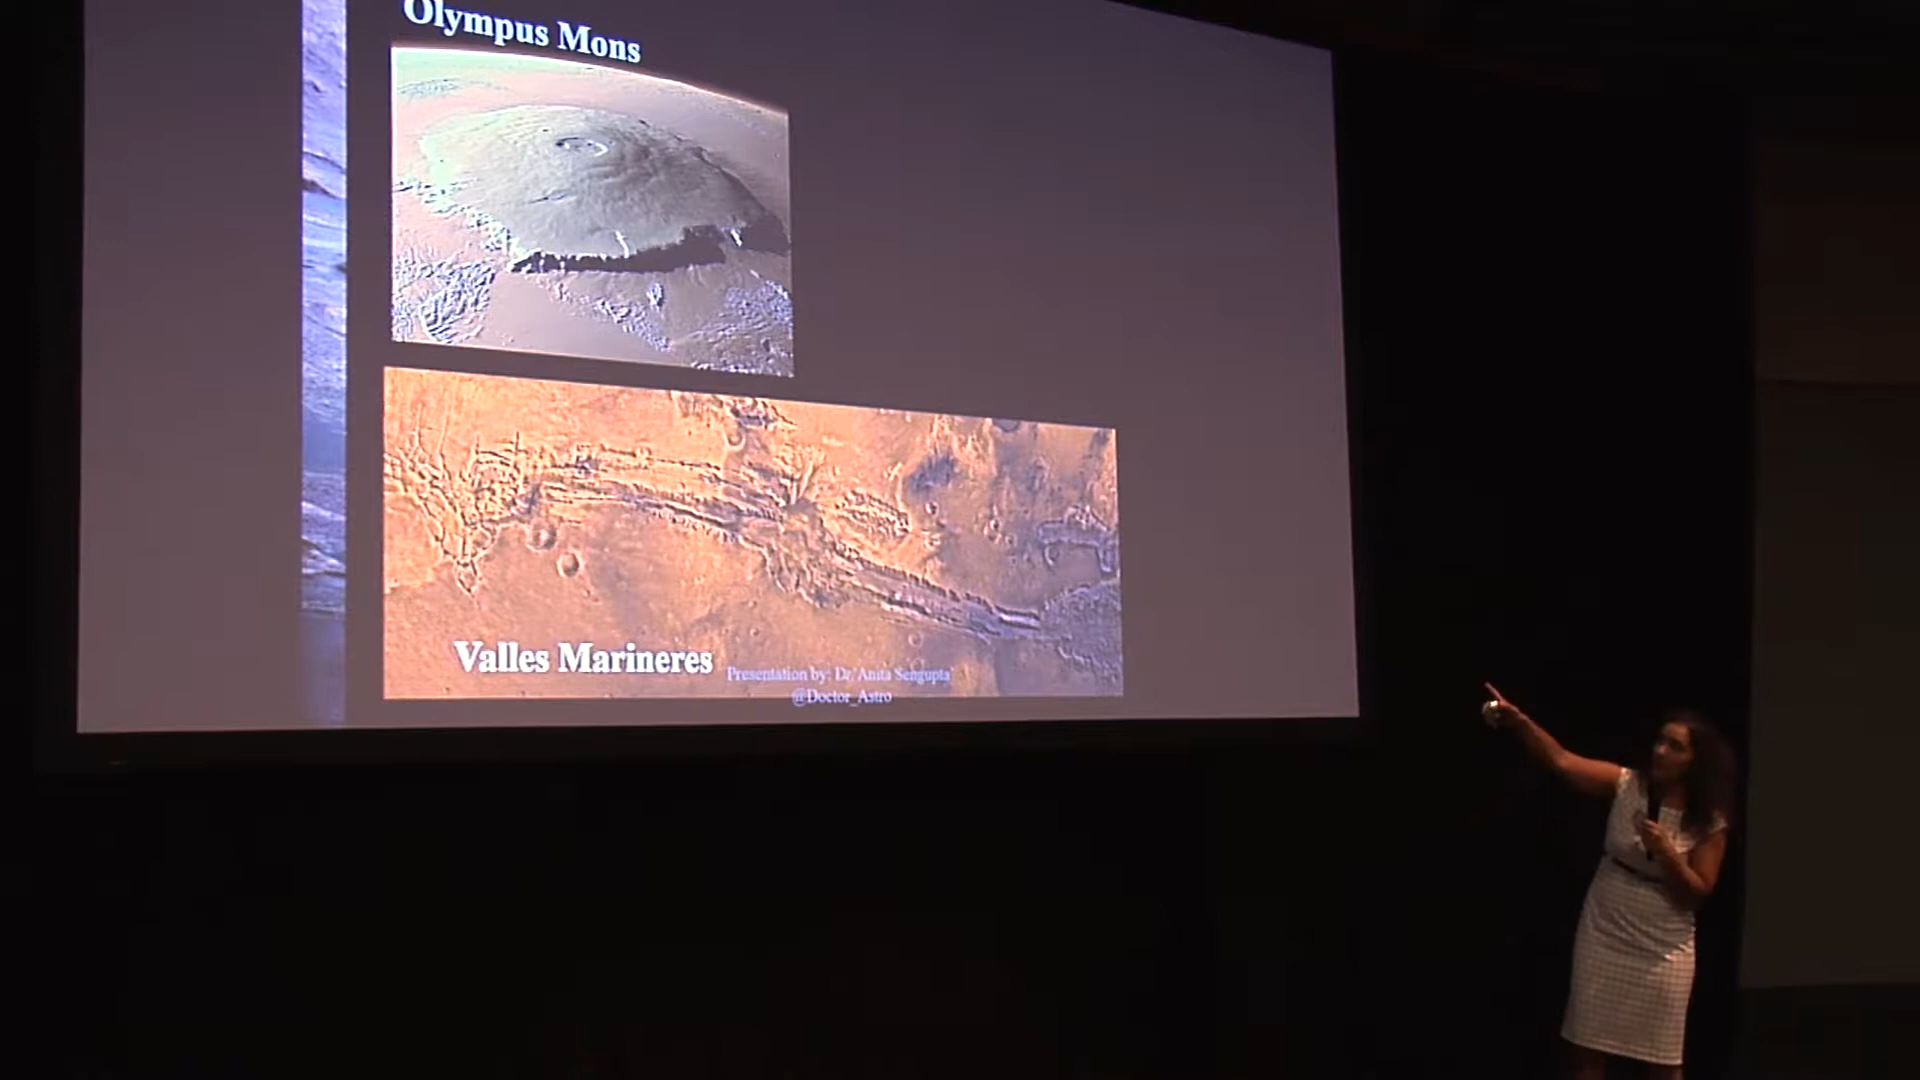 Olympus Mons
Valles Marineres
Presentation by: Dr. Anita Sengupta
@Doctor_Astro